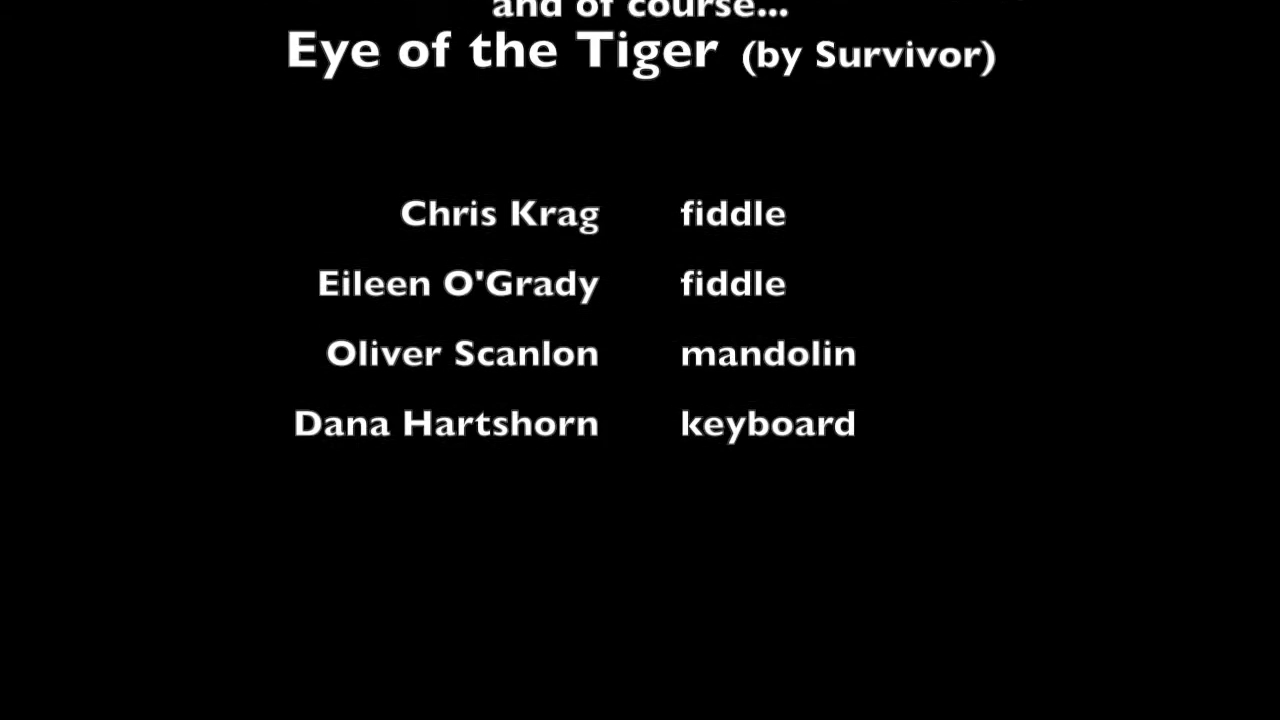 and of course...
Eye of the Tiger (by Survivor)
Chris Krag fiddle
Eileen O'Grady fiddle
Oliver Scanlon mandolin
Dana Hartshorn keyboard